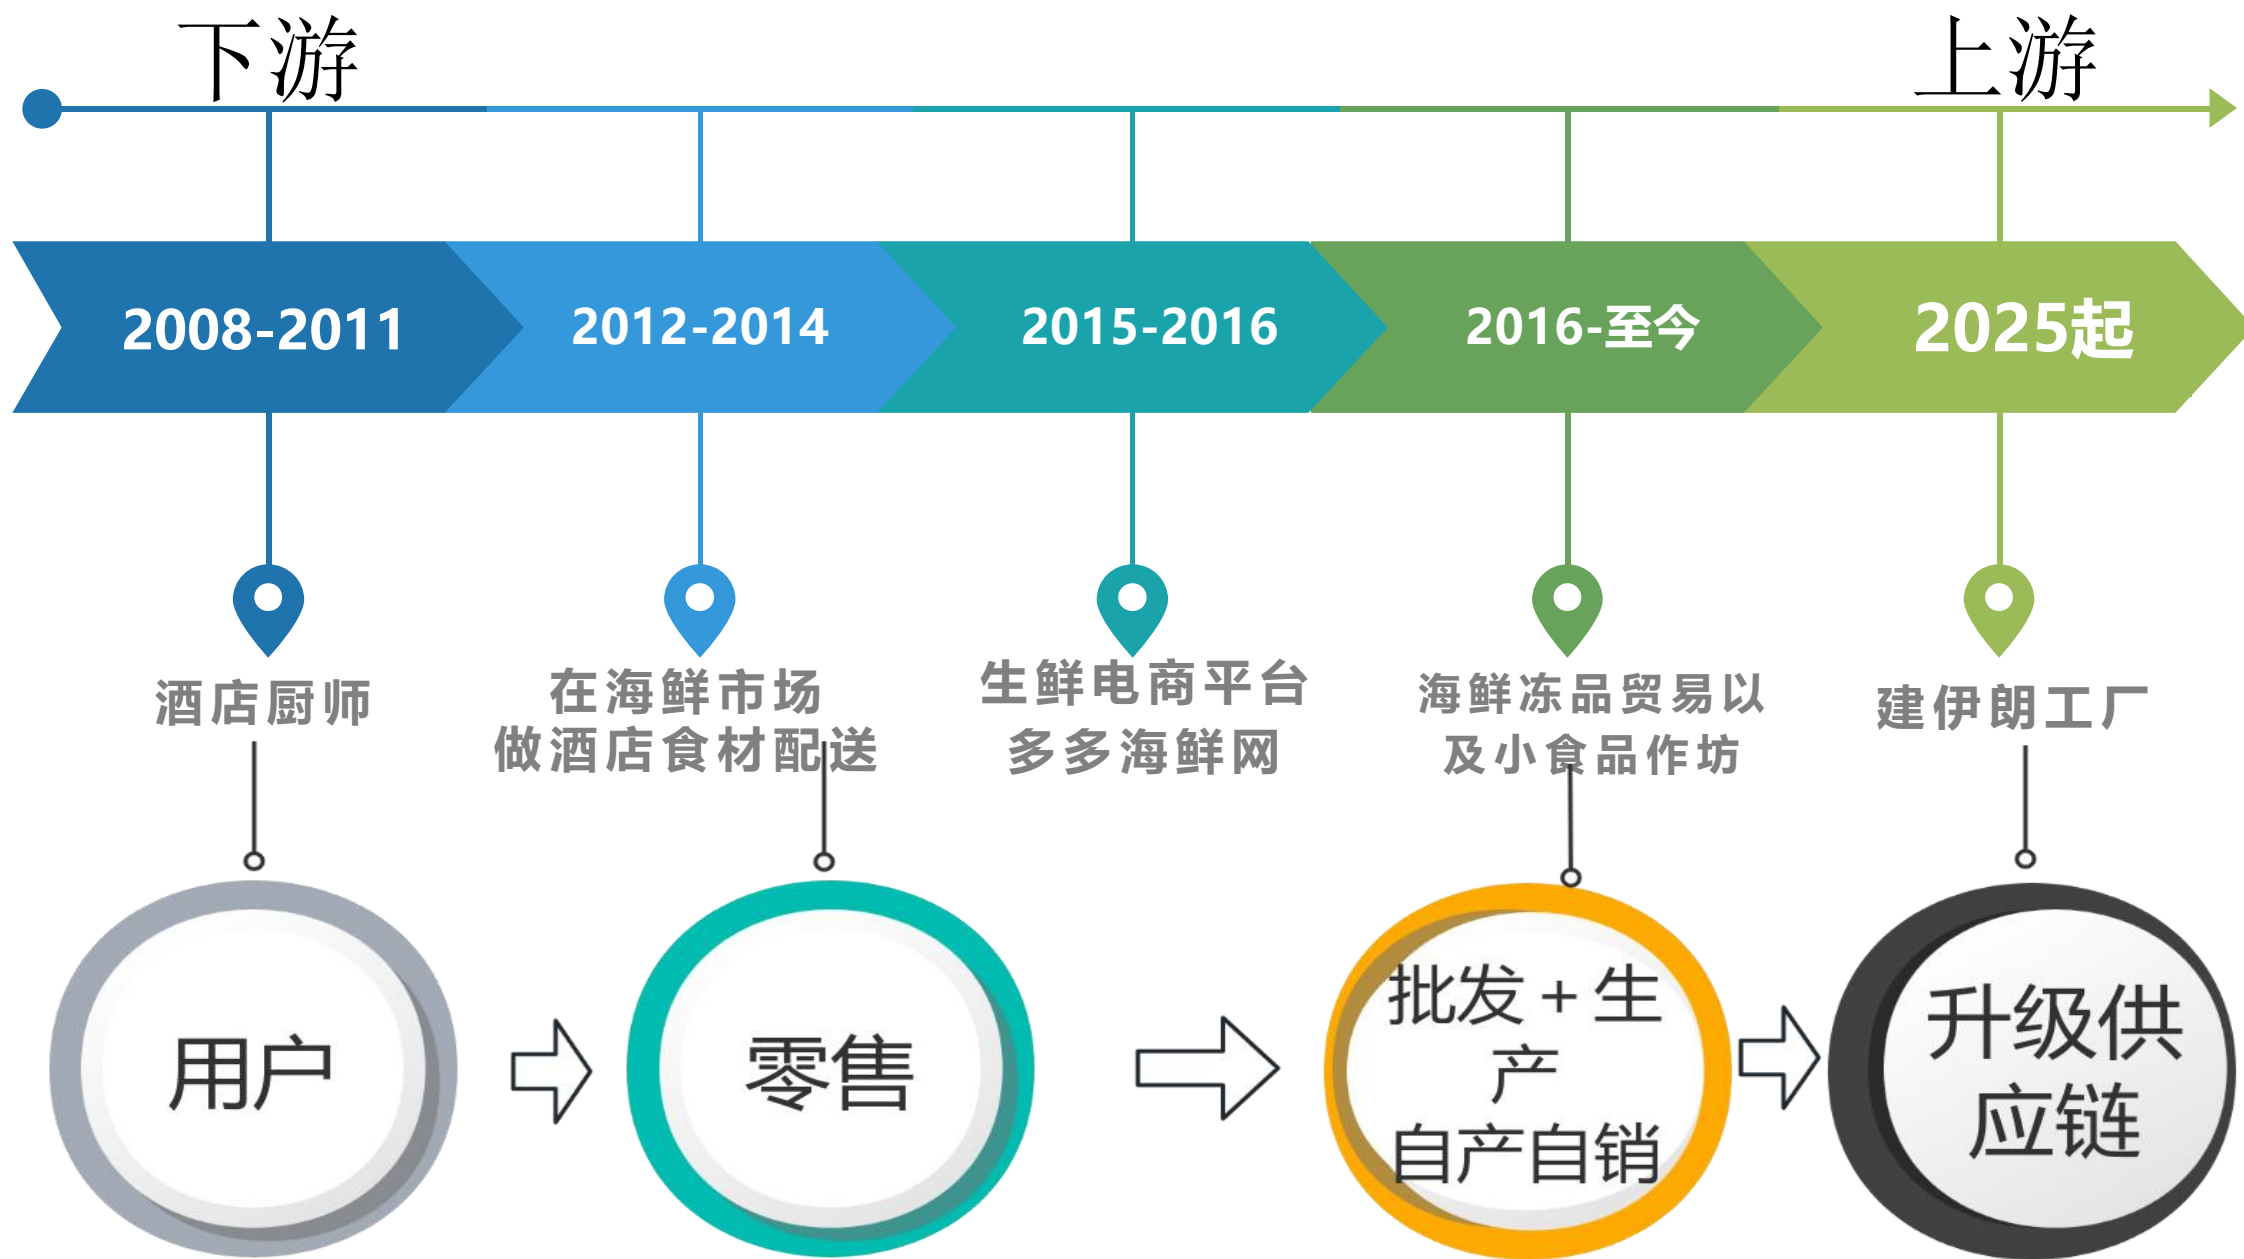 下游
上游
2008-2011
2012-2014
2015-2016
2016-至今
2025起
酒店厨师
在海鲜市场
做酒店食材配送
生鲜电商平台
多多海鲜网
海鲜冻品贸易以
及小食品作坊
建伊朗工厂
用户
零售
批发+生
产
自产自销
升级供
应链